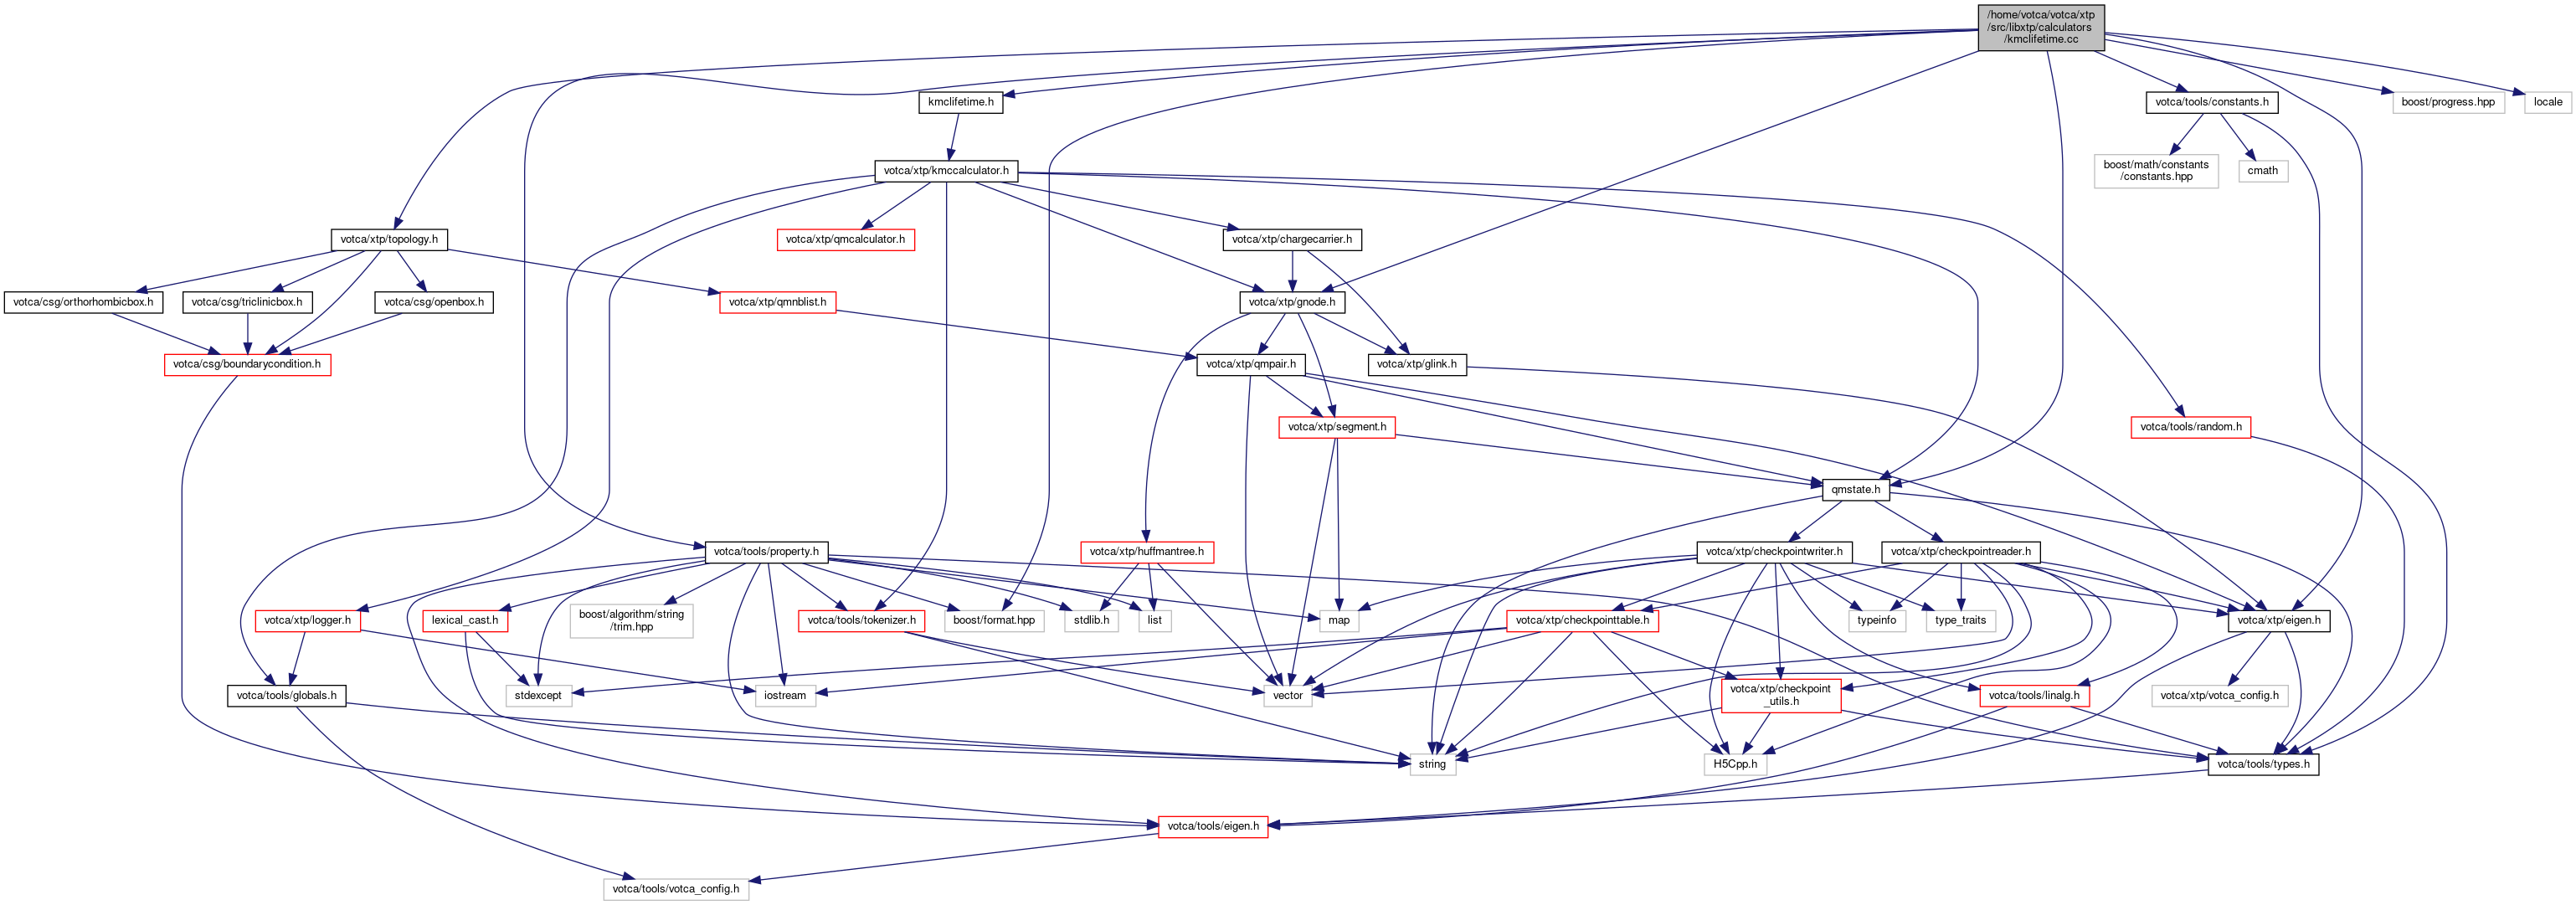 /home/votca/votca/xtp
/src/libxtp/calculators
/kmclifetime.cc
kmclifetime.h
votca/tools/constants.h
boost/progress.hpp
locale
votca/xtp/kmccalculator.h
boost/math/constants
/constants.hpp
cmath
votca/xtp/topology.h
votca/xtp/qmcalculator.h
votca/xtp/chargecarrier.h
votca/csg/orthorhombicbox.h
votca/csg/triclinicbox.h
votca/csg/openbox.h
votca/xtp/qmnblist.h
votca/xtp/gnode.h
votca/csg/boundarycondition.h
votca/xtp/qmpair.h
votca/xtp/glink.h
votca/xtp/segment.h
votca/tools/random.h
qmstate.h
votca/tools/property.h
votca/xtp/huffmantree.h
votca/xtp/checkpointwriter.h
votca/xtp/checkpointreader.h
votca/xtp/logger.h
lexical_cast.h
boost/algorithm/string
/trim.hpp
votca/tools/tokenizer.h
boost/format.hpp
stdlib.h
list
map
votca/xtp/checkpointtable.h
typeinfo
type_traits
votca/xtp/eigen.h
votca/tools/globals.h
stdexcept
iostream
vector
votca/xtp/checkpoint
_utils.h
votca/tools/linalg.h
votca/xtp/votca_config.h
string
H5Cpp.h
votca/tools/types.h
votca/tools/eigen.h
votca/tools/votca_config.h